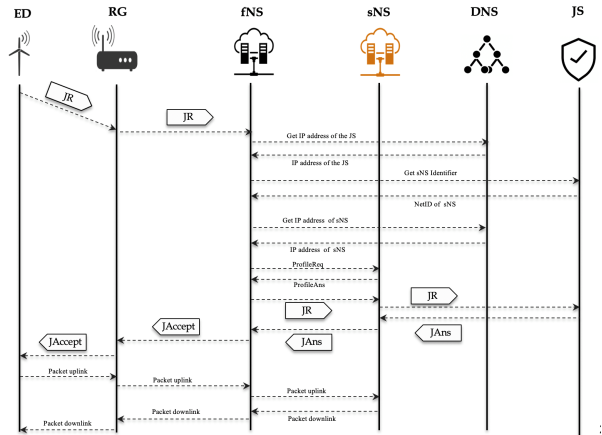 ED RG fNS sNS DNS JS
JR
JR
Get IP address of the JS
IP address of the JS
Get sNS Identifier
NetID of sNS
Get IP address of sNS
IP address of sNS
ProfileReq
ProfileAns
JR
JR
JAccept
JAns
JAns
JAccept
Packet uplink
Packet uplink
Packet uplink
Packet downlink
Packet downlink
Packet downlink